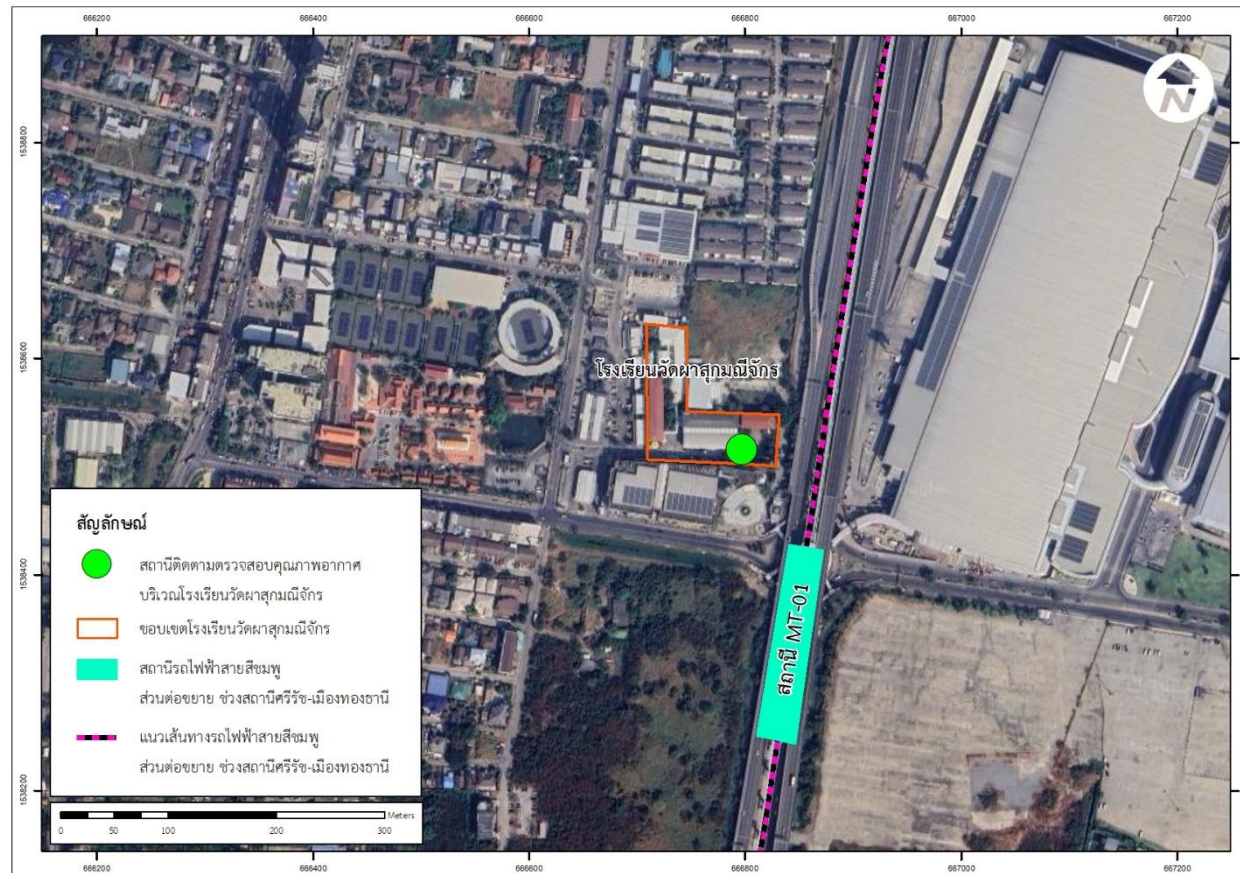 666200 666400 666600 666800 667000 667200
N
1538800
1538600
1538400
1538200
1538800
1538600
1538400
1538200
โรงเรียนวัดผาสุกมณีจักร
สถานี MT-01
สัญลักษณ์
สถานีติดตามตรวจสอบคุณภาพอากาศ
บริเวณโรงเรียนวัดผาสุกมณีจักร
ขอบเขตโรงเรียนวัดผาสุกมณีจักร
สถานีรถไฟฟ้าสายสีชมพู
ส่วนต่อขยาย ช่วงสถานีศรีรัช-เมืองทองธานี
แนวเส้นทางรถไฟฟ้าสายสีชมพู
ส่วนต่อขยาย ช่วงสถานีศรีรัช-เมืองทองธานี
Meters
0 50 100 200 300
666200 666400 666600 666800 667000 667200